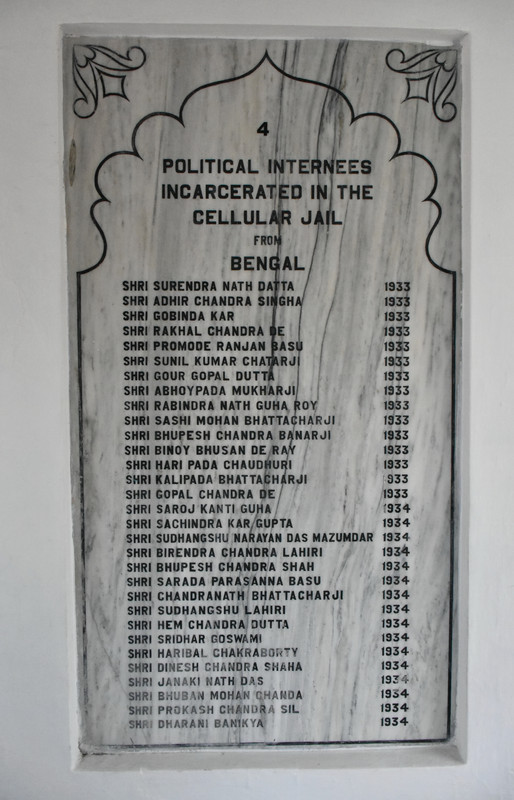 4
POLITICAL INTERNEES
INCARCERATED IN THE
CELLULAR JAIL
FROM
BENGAL
SHRI SURENDRA NATH DATTA 1933
SHRI ADHIR CHANDRA SINGHA 1933
SHRI GOBINDA KAR 1933
SHRI RAKHAL CHANDRA DE 1933
SHRI PROMODE RANJAN BASU 1933
SHRI SUNIL KUMAR CHATARJI 1933
SHRI GOUR GOPAL DUTTA 1933
SHRI ABHOYPADA MUKHARJI 1933
SHRI RABINDRA NATH GUHA ROY 1933
SHRI SASHI MOHAN BHATTACHARJI 1933
SHRI BHUPESH CHANDRA BANARJI 1933
SHRI BINOY BHUSAN DE RAY 1933
SHRI HARI PADA CHAUDHURI 1933
SHRI KALIPADA BHATTACHARJI 933
SHRI GOPAL CHANDRA DE 1933
SHRI SAROJ KANTI GUHA 1934
SHRI SACHINDRA KAR GUPTA 1934
SHRI SUDHANGSHU NARAYAN DAS MAZUMDAR 1934
SHRI BIRENDRA CHANDRA LAHIRI 1934
SHRI BHUPESH CHANDRA SHAH 1934
SHRI SARADA PARASANNA BASU 1934
SHRI CHANDRANATH BHATTACHARJI 1934
SHRI SUDHANGSHU LAHIRI 1934
SHRI HEM CHANDRA DUTTA 1934
SHRI SRIDHAR GOSWAMI 1934
SHRI HARIBAL CHAKRABORTY 1934
SHRI DINESH CHANDRA SHAHA 1934
SHRI JANAKI NATH DAS 1934
SHRI BHUBAN MOHAN CHANDA 1934
SHRI PROKASH CHANDRA SIL 1934
SHRI DHARANI BANIKYA 1934